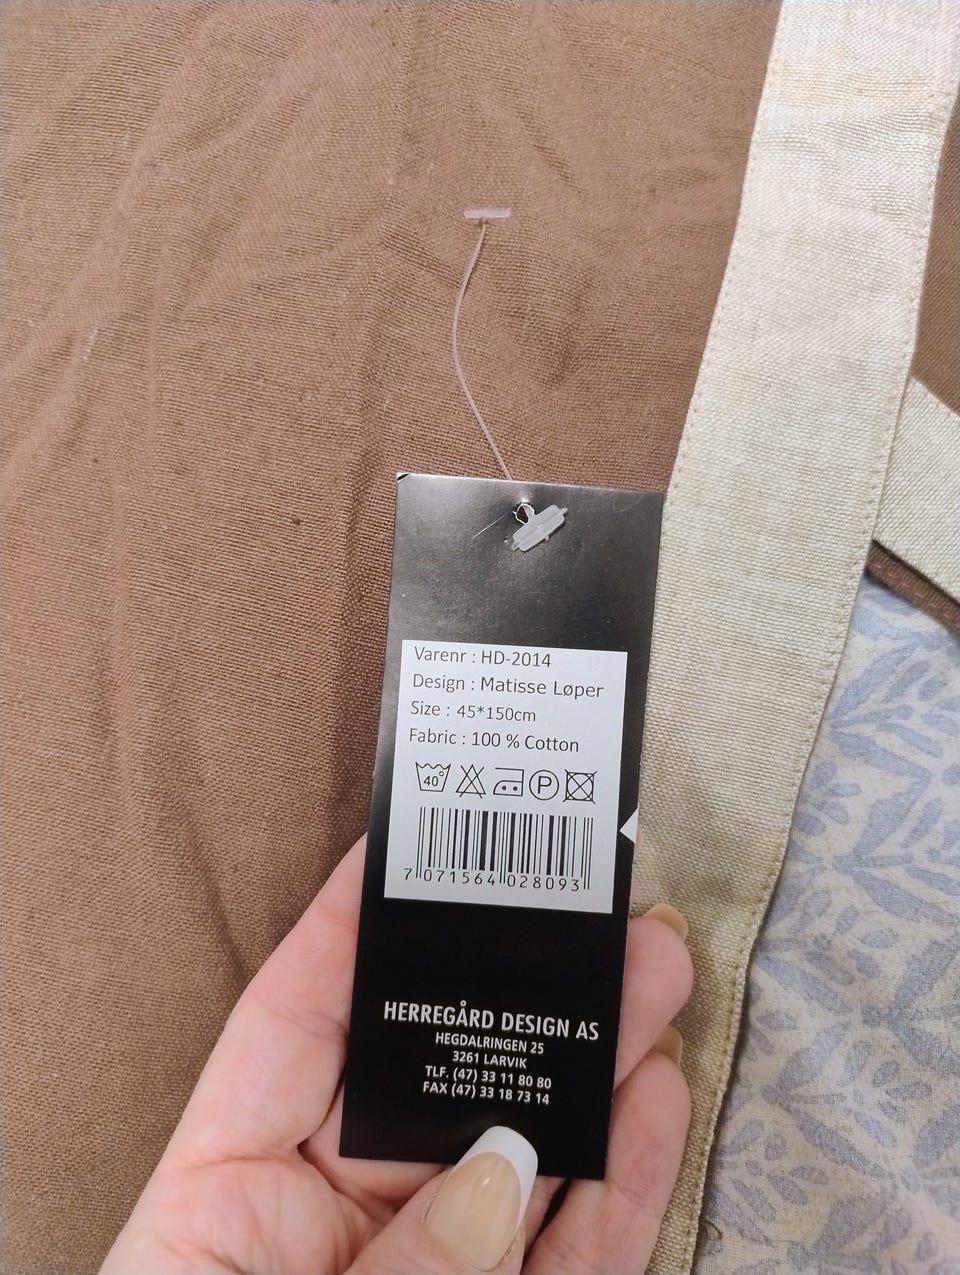 Varenr : HD-2014
Design : Matisse Løper
Size : 45*150cm
Fabric : 100 % Cotton
40° P
7 071564 028093
HERREGÅRD DESIGN AS
HEGDALRINGEN 25
3261 LARVIK
TLF. (47) 33 11 80 80
FAX (47) 33 18 73 14